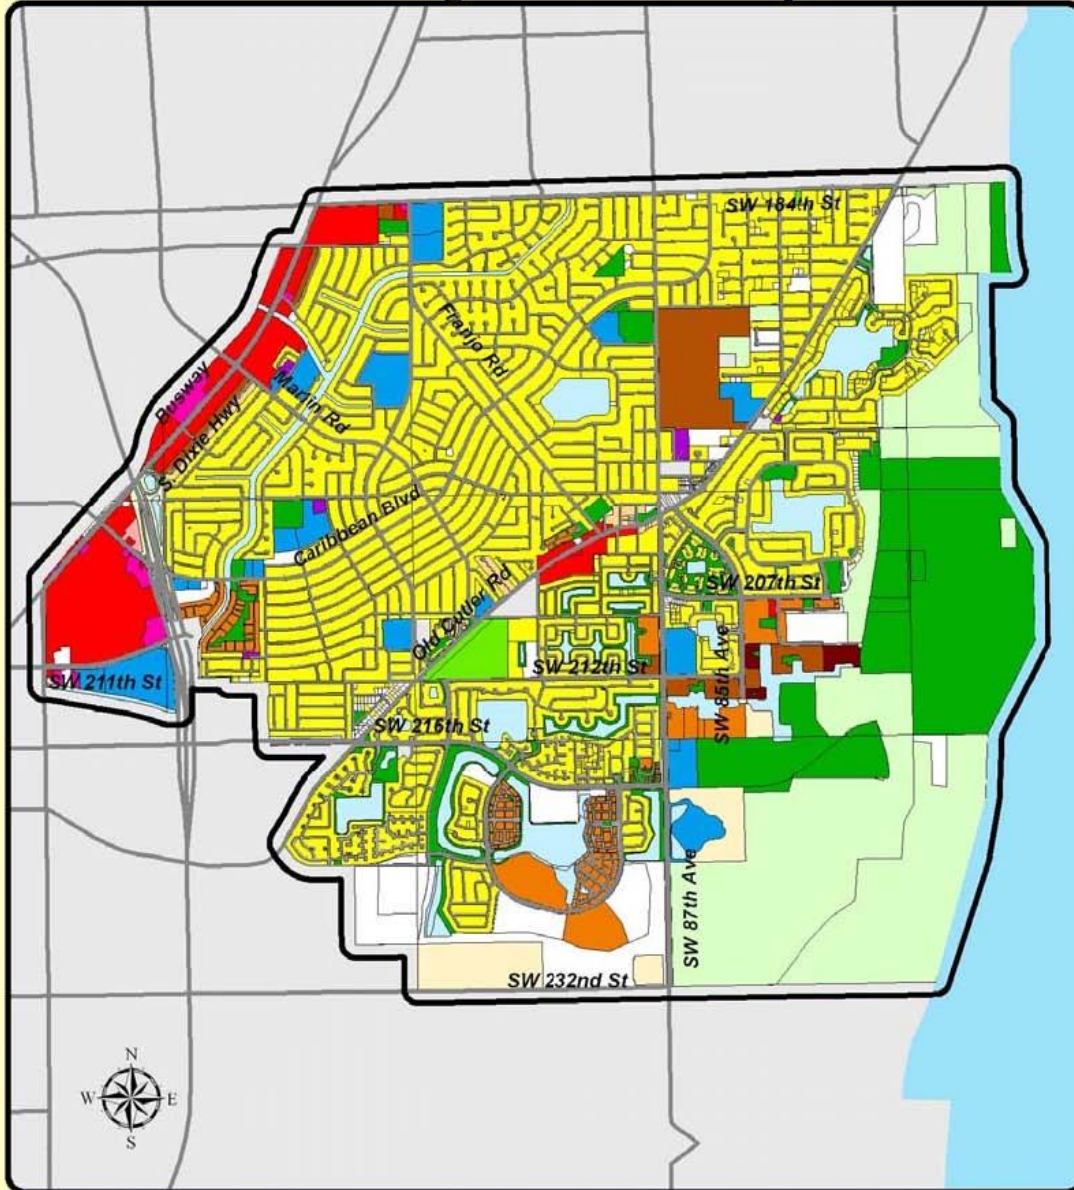 SW 184th St
Franjo Rd
Busway
Marlin Rd
S. Dixie Hwy
Caribbean Blvd
SW 207th St
Old Cutler Rd
SW 212th St
SW 211th St
SW 85th Ave
SW 216th St
SW 87th Ave
SW 232nd St
N
W
E
S